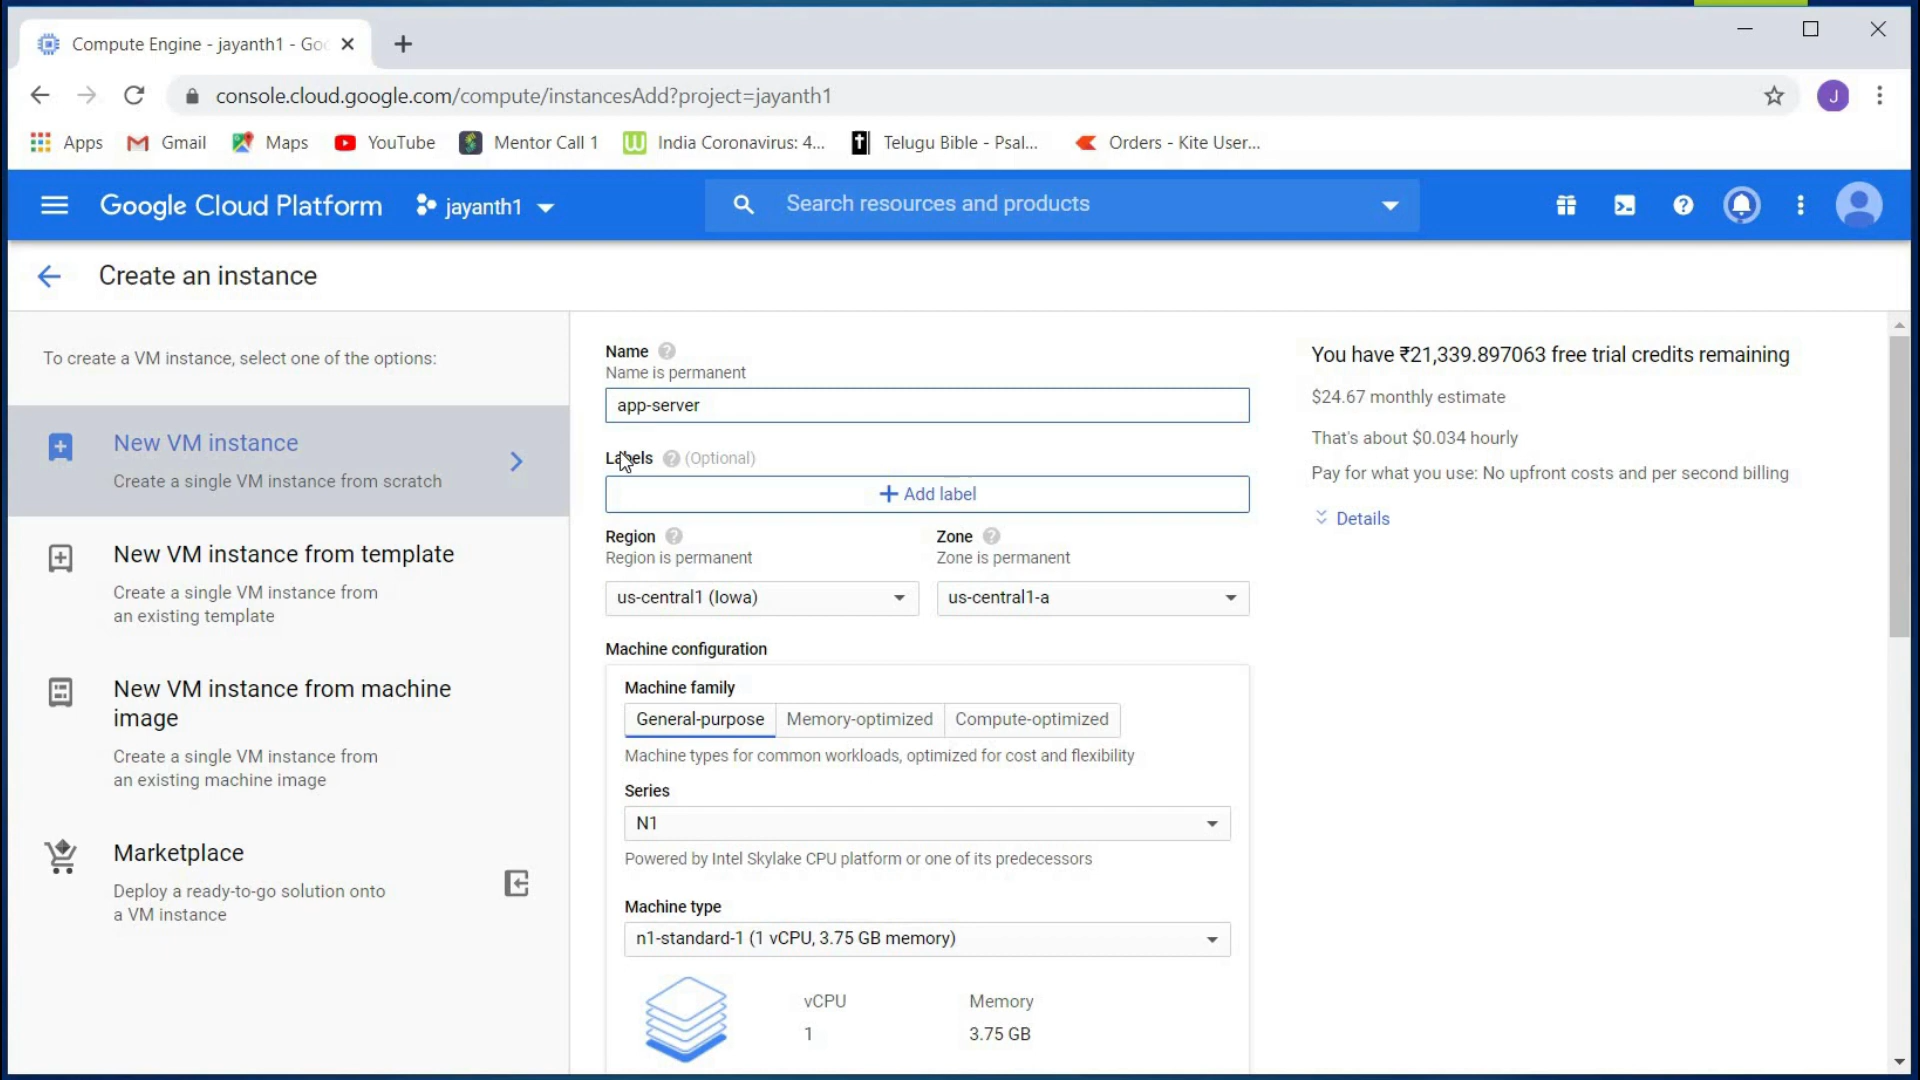 Compute Engine - jayanth1 - Goo
console.cloud.google.com/compute/instancesAdd?project=jayanth1
J
Apps
Gmail
Maps
YouTube
Mentor Call 1
India Coronavirus: 4...
Telugu Bible - Psal...
Orders - Kite User...
Google Cloud Platform
jayanth1
Search resources and products
Create an instance
To create a VM instance, select one of the options:
New VM instance
Create a single VM instance from scratch
New VM instance from template
Create a single VM instance from
an existing template
New VM instance from machine
image
Create a single VM instance from
an existing machine image
Marketplace
Deploy a ready-to-go solution onto
a VM instance
Name
Name is permanent
app-server
Labels (Optional)
Add label
Region
Region is permanent
us-central1 (Iowa)
Zone
Zone is permanent
us-central1-a
Machine configuration
Machine family
General-purpose
Memory-optimized
Compute-optimized
Machine types for common workloads, optimized for cost and flexibility
Series
N1
Powered by Intel Skylake CPU platform or one of its predecessors
Machine type
n1-standard-1 (1 vCPU, 3.75 GB memory)
vCPU
1
Memory
3.75 GB
You have ₹21,339.897063 free trial credits remaining
$24.67 monthly estimate
That's about $0.034 hourly
Pay for what you use: No upfront costs and per second billing
Details